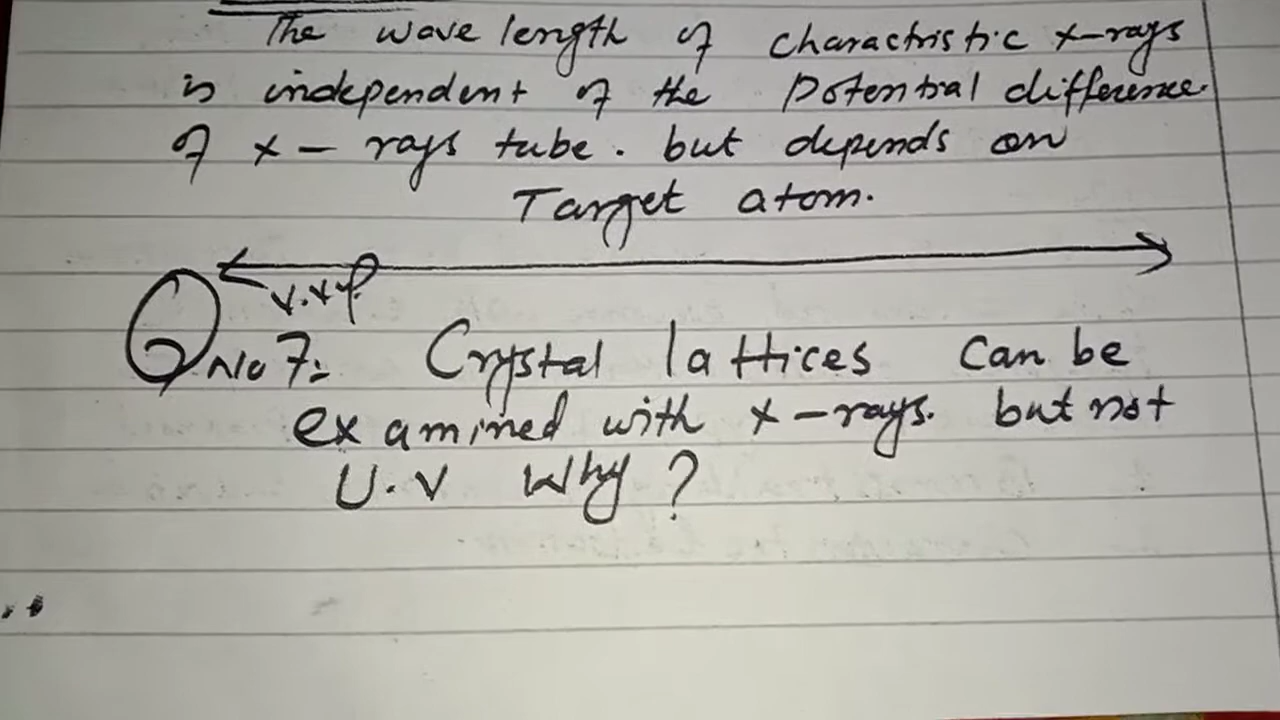 The wave length of charactristic x-rays
is independent of the Potential difference.
of x - rays tube. but depends on
Target atom.
v.v.p
Q No 7:- Crystal lattices can be
examined with x-rays. but not
U.V Why ?